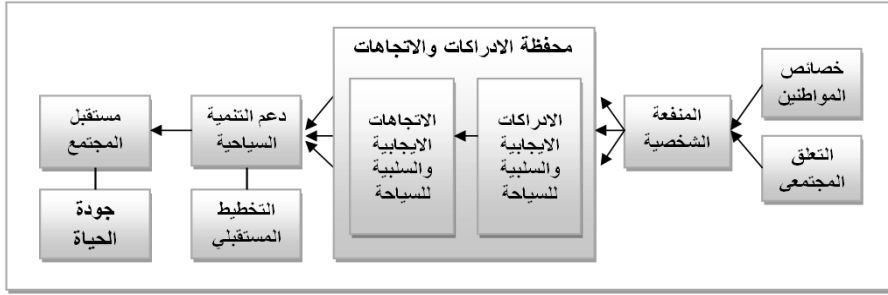 محفظة الادراكات والاتجاهات
خصائص
المواطنين
التعلق
المجتمعى
المنفعة
الشخصية
الادراكات
الايجابية
والسلبية
للسياحة
الاتجاهات
الايجابية
والسلبية
للسياحة
دعم التنمية
السياحية
التخطيط
المستقبلي
مستقبل
المجتمع
جودة
الحياة